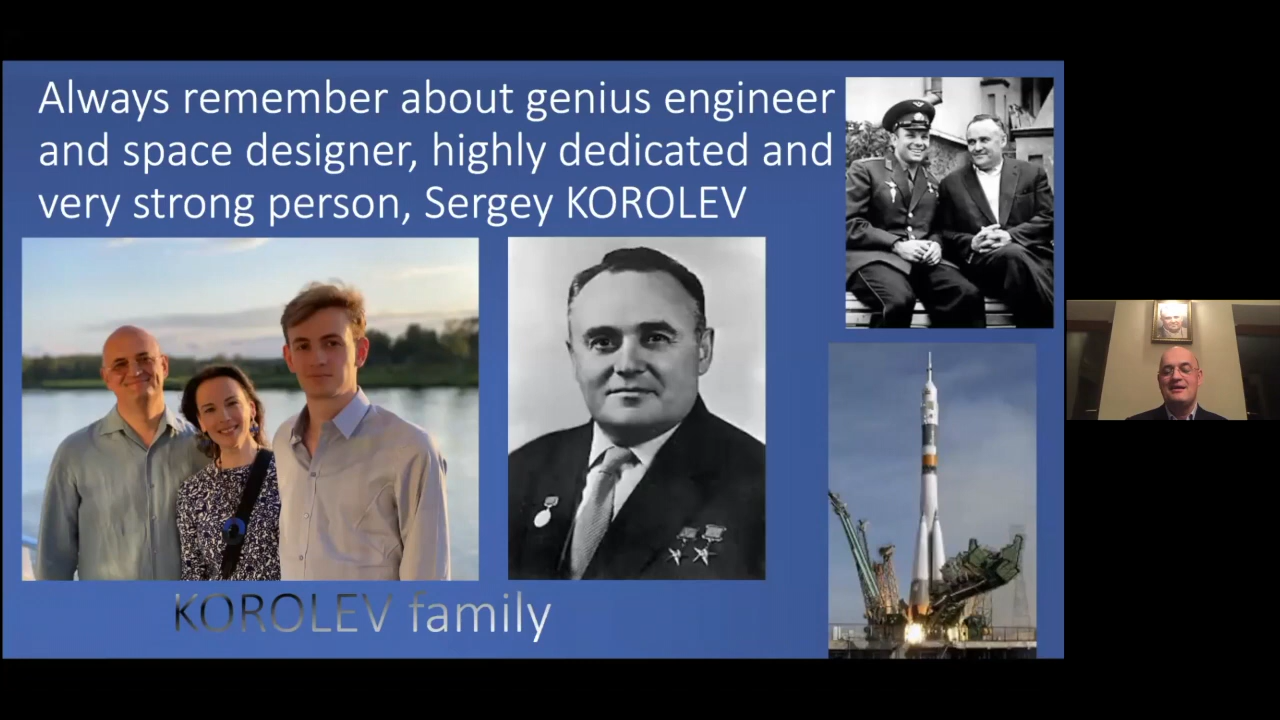 Always remember about genius engineer
and space designer, highly dedicated and
very strong person, Sergey KOROLEV
KOROLEV family